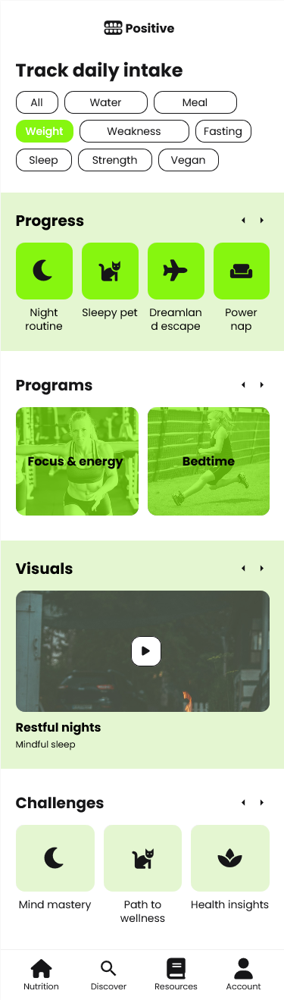 Positive
Track daily intake
All
Water
Meal
Weight
Weakness
Fasting
Sleep
Strength
Vegan
Progress
Night
routine
Sleepy pet
Dreamlan
d escape
Power
nap
Programs
Focus & energy
Bedtime
Visuals
Restful nights
Mindful sleep
Challenges
Mind mastery
Path to
wellness
Health insights
Nutrition
Discover
Resources
Account